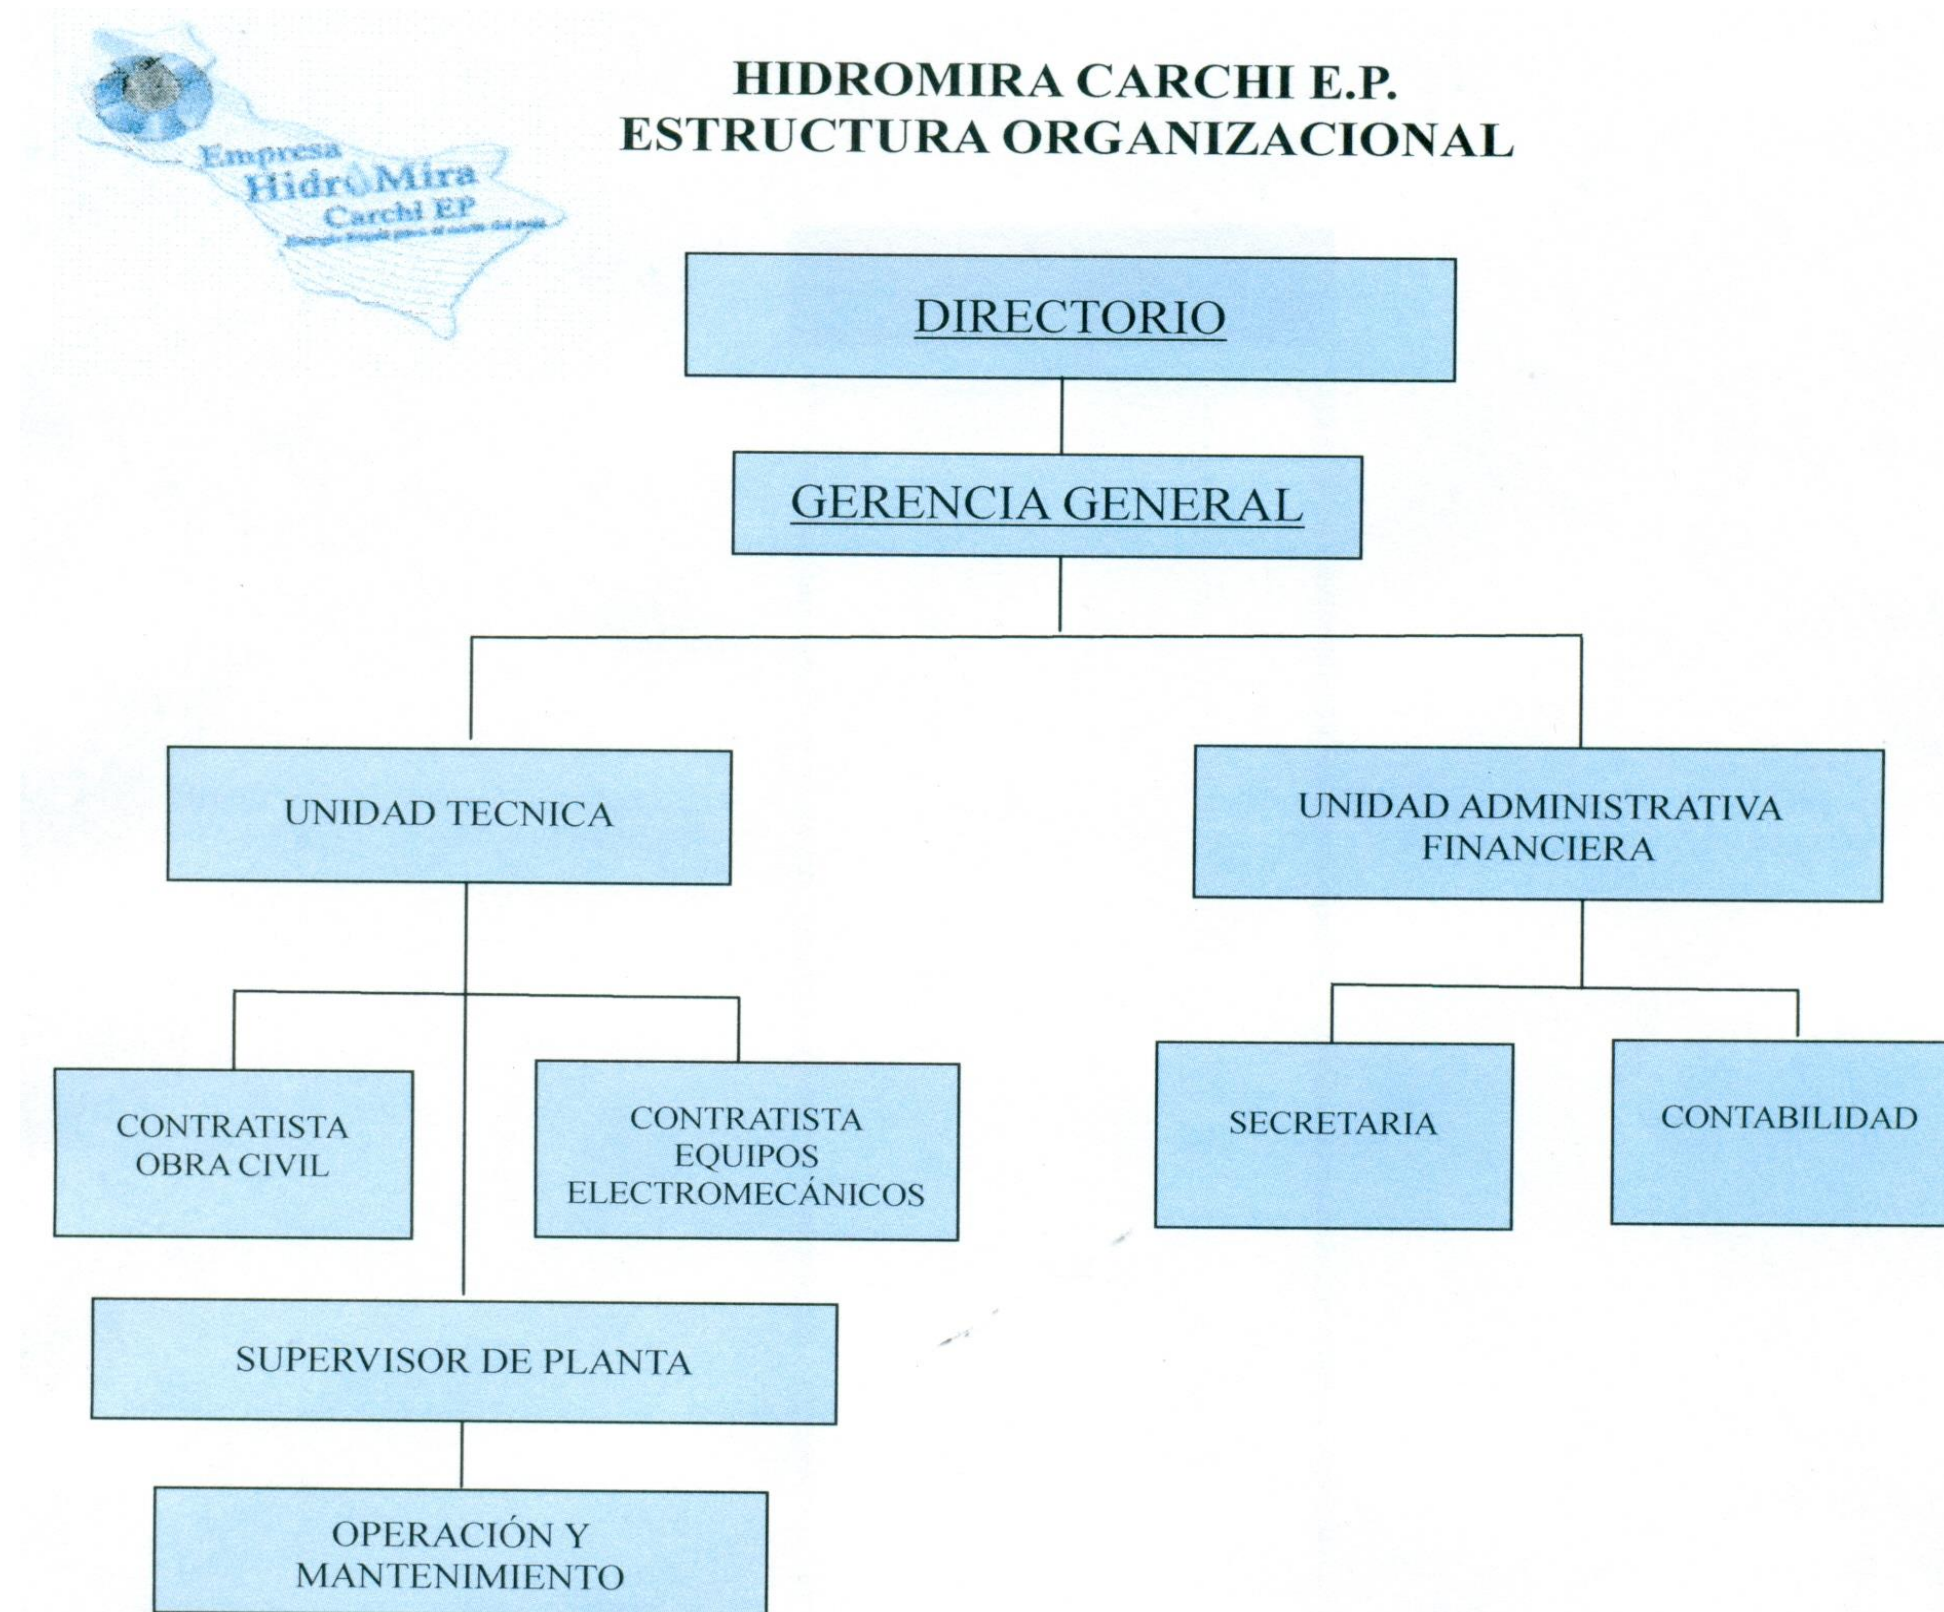 HIDROMIRA CARCHI E.P.
ESTRUCTURA ORGANIZACIONAL
Empresa
HidroMira
Carchi EP
DIRECTORIO
GERENCIA GENERAL
UNIDAD TECNICA
UNIDAD ADMINISTRATIVA
FINANCIERA
CONTRATISTA
OBRA CIVIL
CONTRATISTA
EQUIPOS
ELECTROMECÁNICOS
SECRETARIA
CONTABILIDAD
SUPERVISOR DE PLANTA
OPERACIÓN Y
MANTENIMIENTO